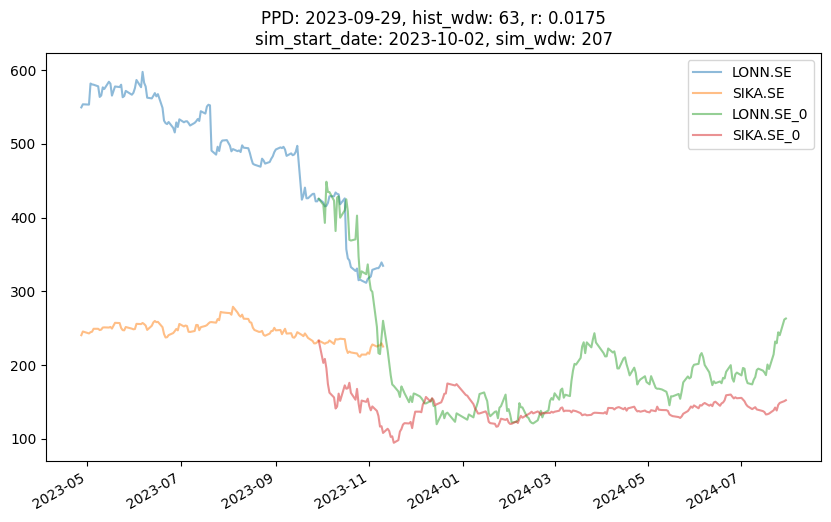 PPD: 2023-09-29, hist_wdw: 63, r: 0.0175
sim_start_date: 2023-10-02, sim_wdw: 207
LONN.SE
SIKA.SE
LONN.SE_0
SIKA.SE_0
600
500
400
300
200
100
2023-05
2023-07
2023-09
2023-11
2024-01
2024-03
2024-05
2024-07